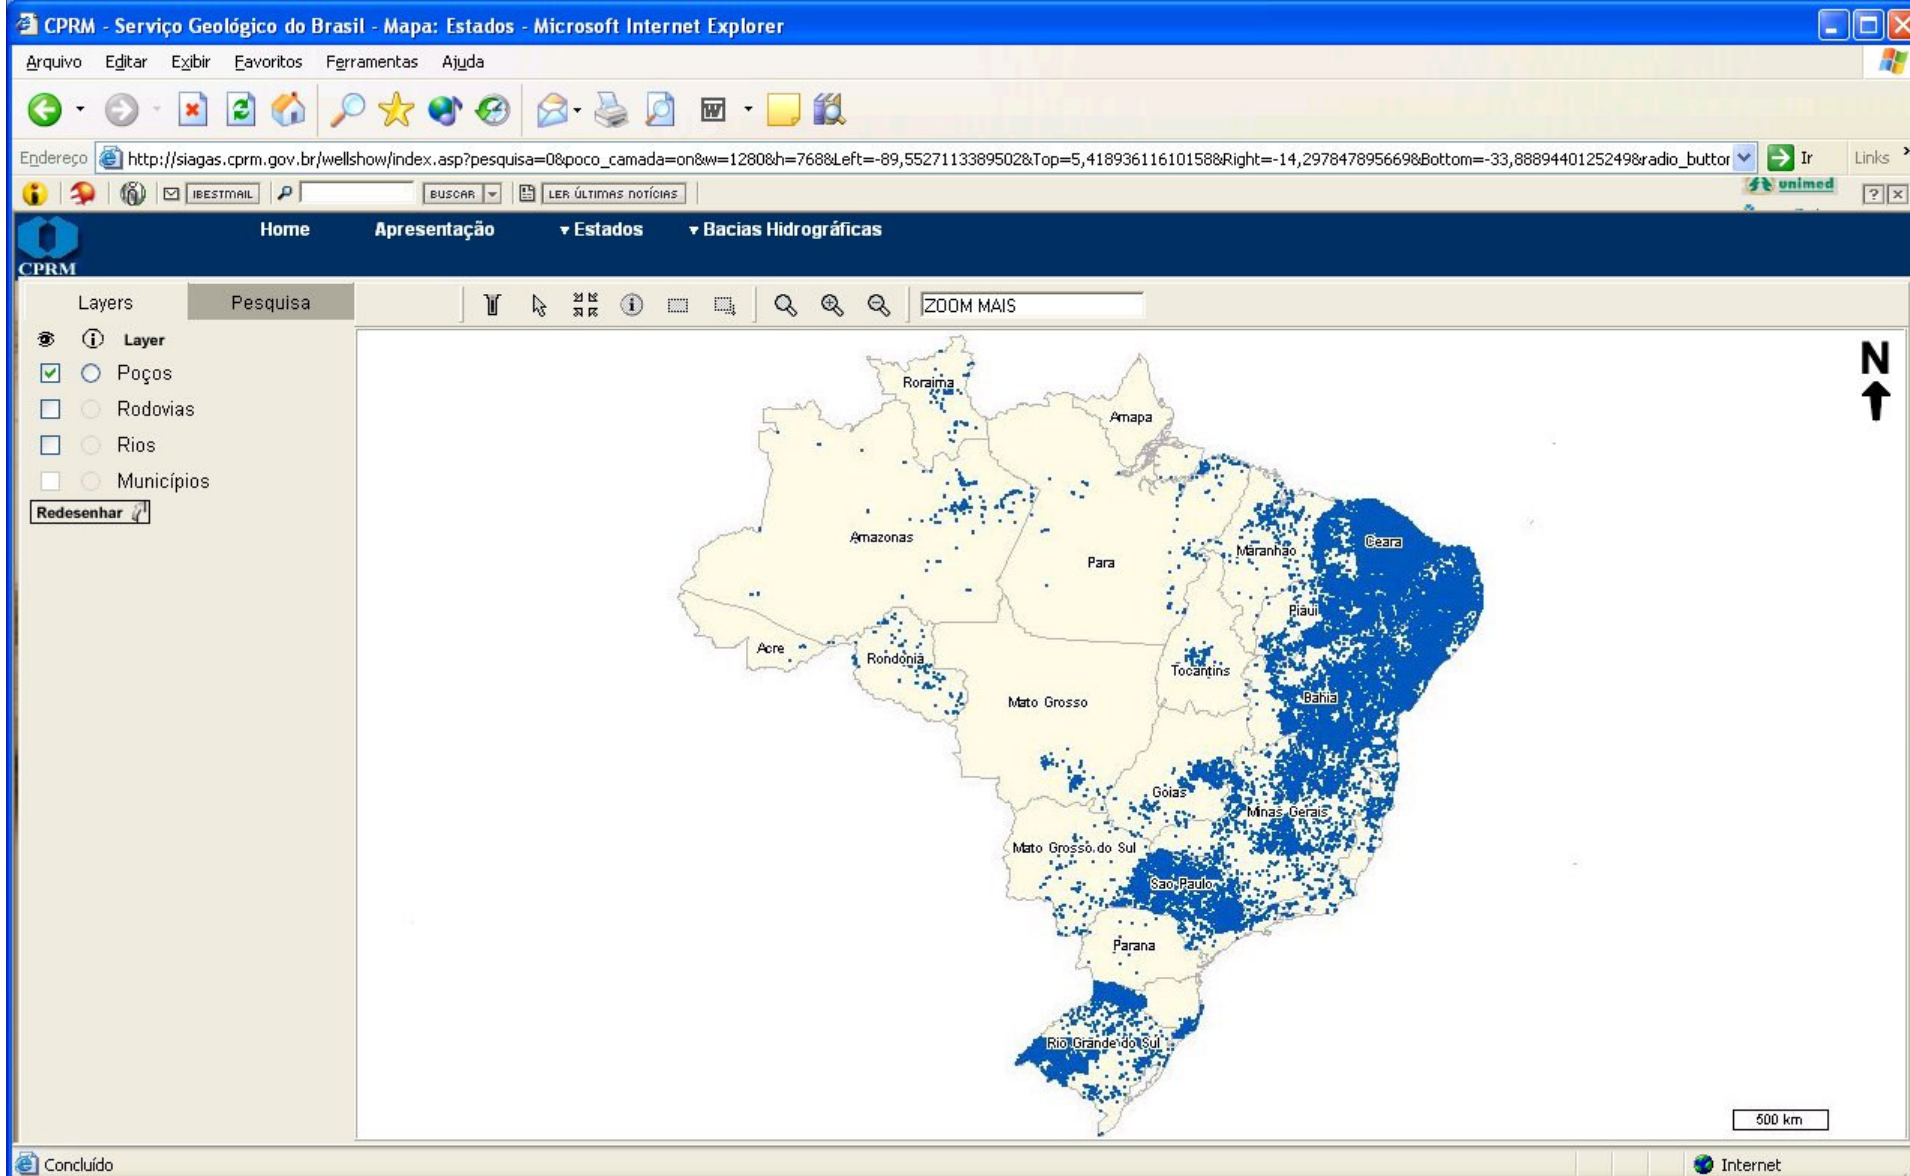 CPRM - Serviço Geológico do Brasil - Mapa: Estados - Microsoft Internet Explorer
Arquivo Editar Exibir Favoritos Ferramentas Ajuda
Endereço http://siagas.cprm.gov.br/wellshow/index.asp?pesquisa=0&poco_camada=on&w=1280&h=768&Left=-89,5527113389502&Top=5,41893611610158&Right=-14,297847895669&Bottom=-33,8889440125249&radio_buttor Ir Links
IBESTMAIL BUSCAR LER ÚLTIMAS NOTÍCIAS unimed
Home Apresentação Estados Bacias Hidrográficas
CPRM
Layers Pesquisa ZOOM MAIS
Layer
Poços
Rodovias
Rios
Municípios
Redesenhar
N
Roraima
Amapa
Amazonas
Ceara
Maranhao
Para
Piaui
Acre
Rondonia
Tocantins
Bahia
Mato Grosso
Goias
Minas Gerais
Mato Grosso do Sul
Sao Paulo
Parana
Rio Grande do Sul
500 km
Concluído Internet